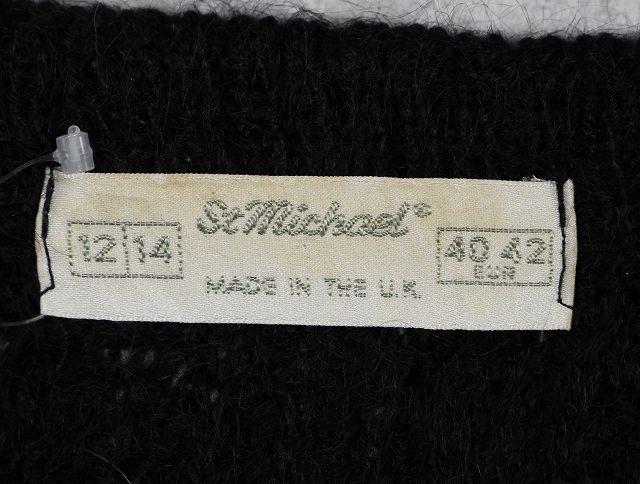 St Michael®
12 14
40 42
EUR
MADE IN THE U.K.